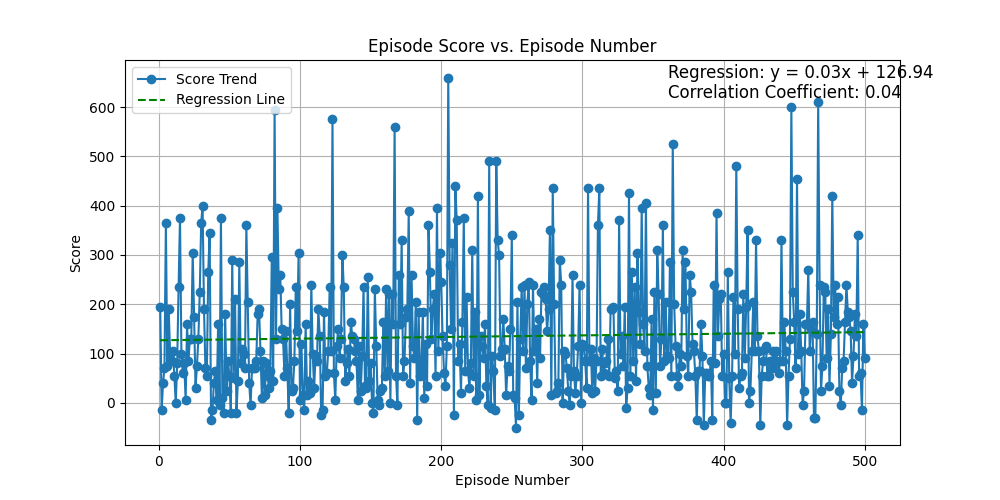 Episode Score vs. Episode Number
Score Trend
Regression Line
Regression: y = 0.03x + 126.94
Correlation Coefficient: 0.04
Score
600
500
400
300
200
100
0
0
100
200
300
400
500
Episode Number